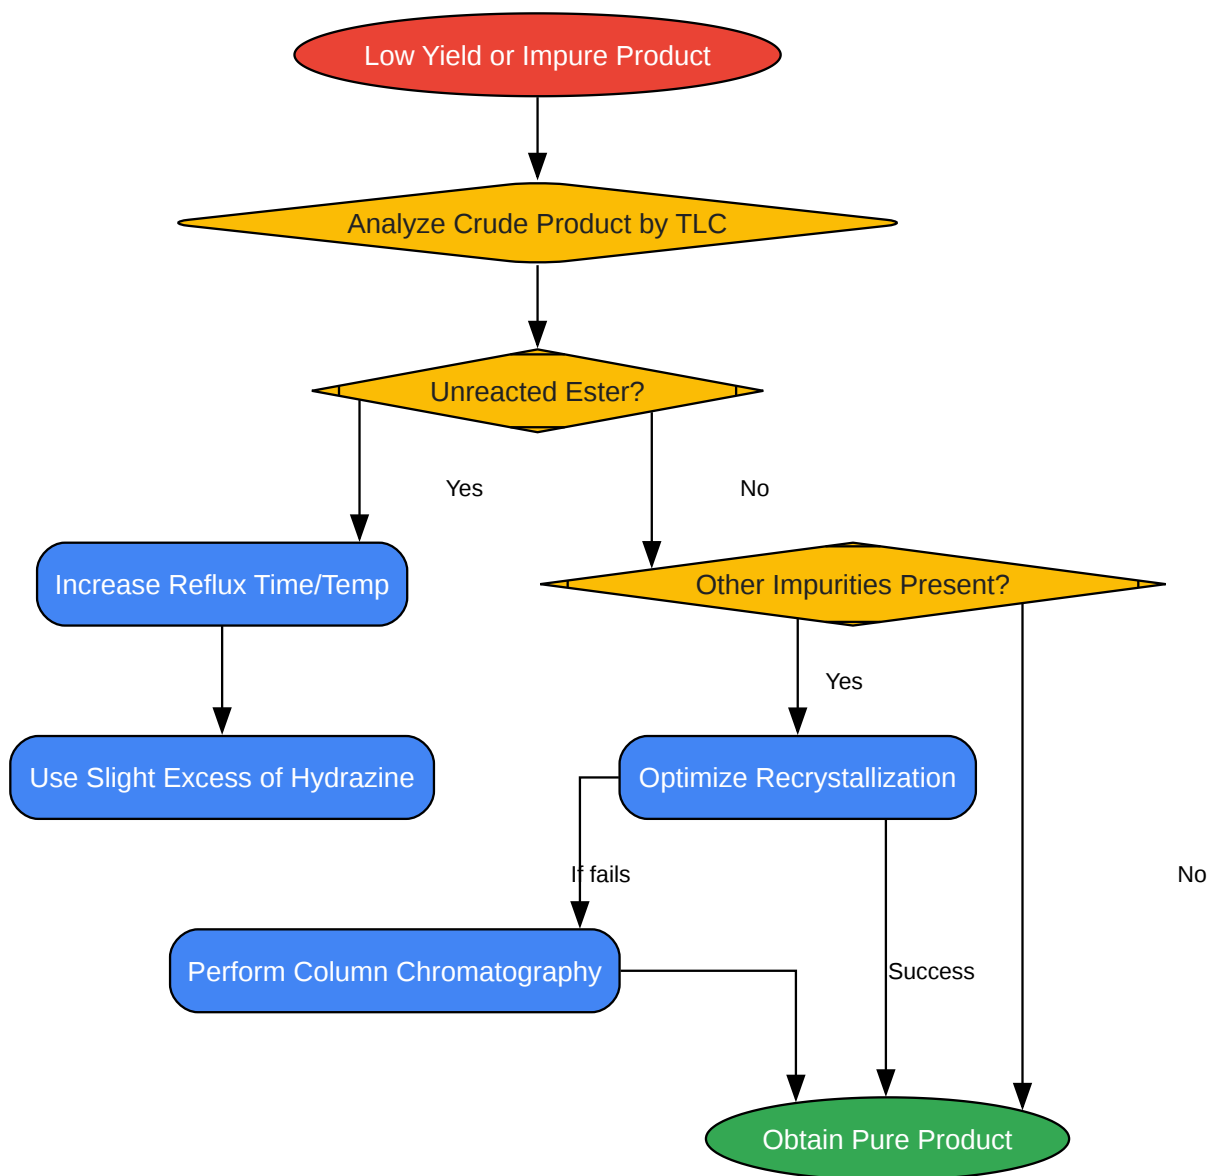 Low Yield or Impure Product
Analyze Crude Product by TLC
Unreacted Ester?
Yes
No
Increase Reflux Time/Temp
Other Impurities Present?
Yes
Use Slight Excess of Hydrazine
Optimize Recrystallization
If fails
No
Perform Column Chromatography
Success
Obtain Pure Product